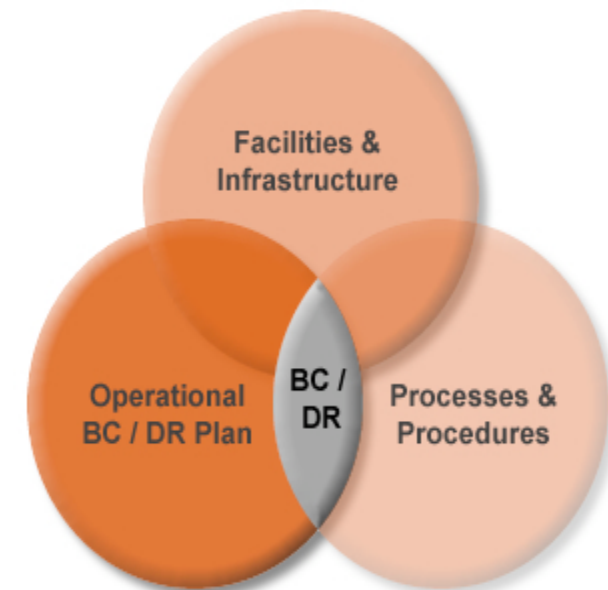 Facilities &
Infrastructure
Operational
BC / DR Plan
BC /
DR
Processes &
Procedures